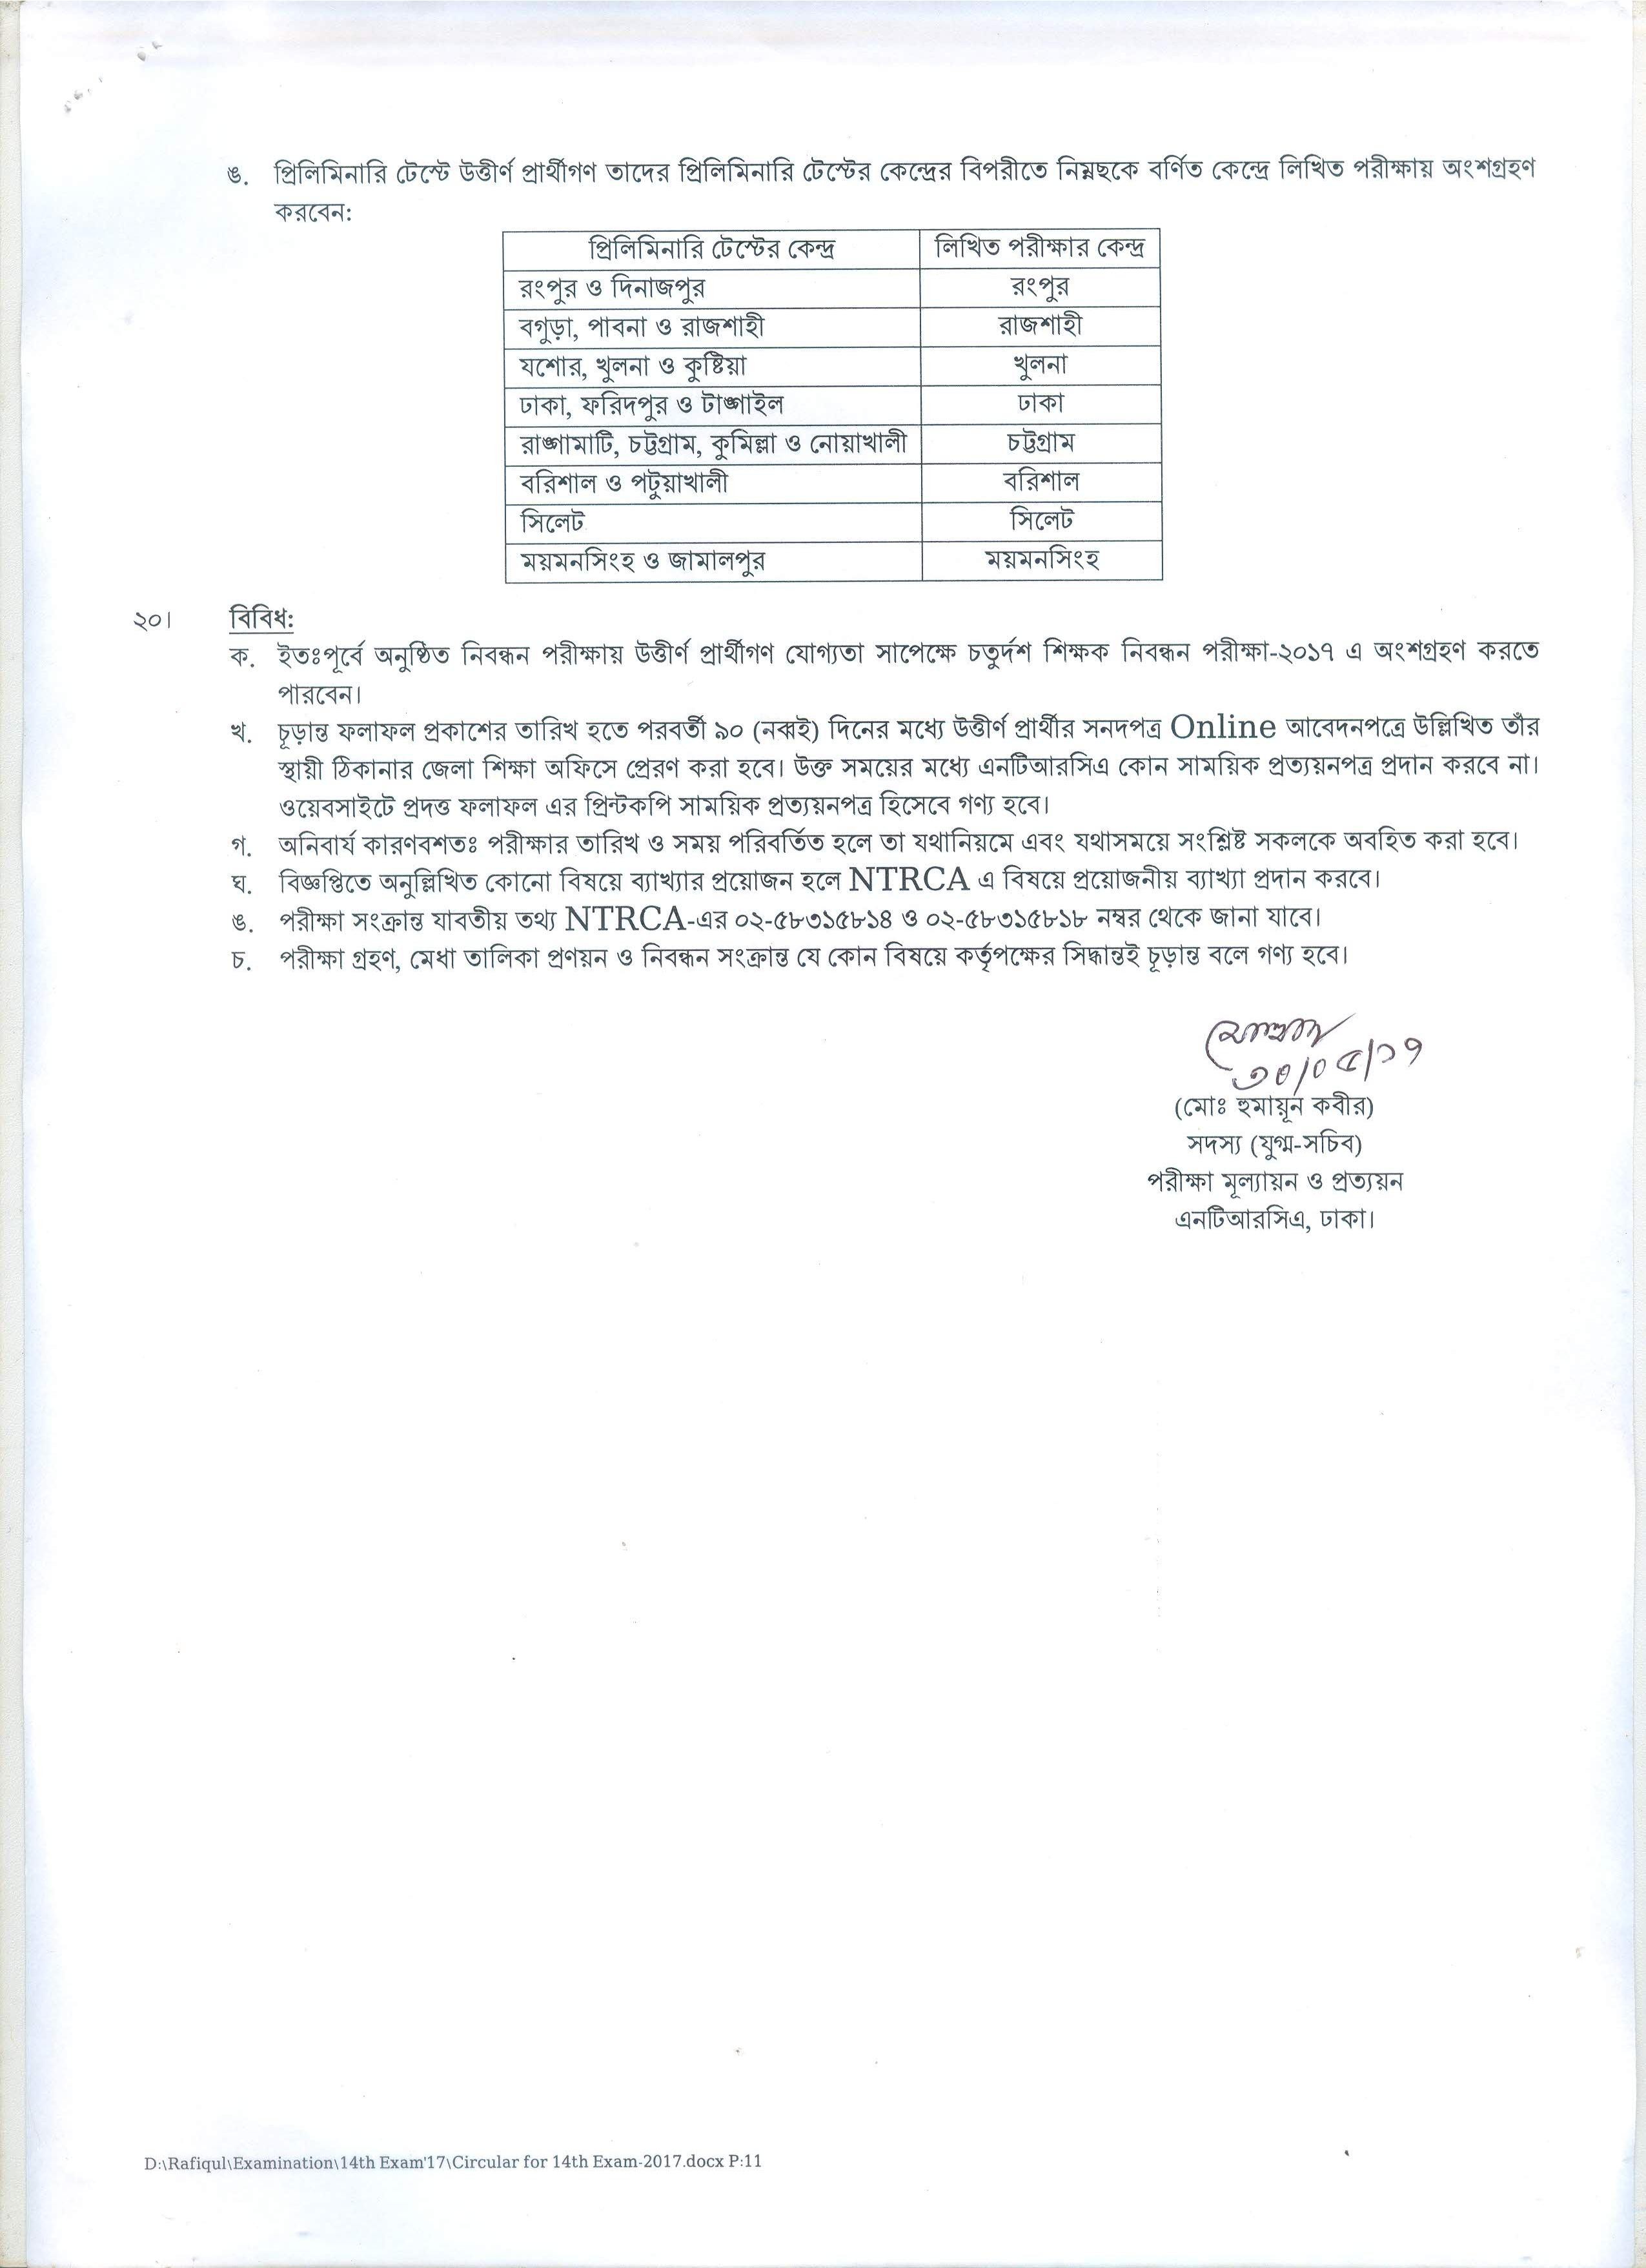 ঙ. প্রিলিমিনারি টেস্টে উত্তীর্ণ প্রার্থীগণ তাদের প্রিলিমিনারি টেস্টের কেন্দ্রের বিপরীতে নিম্নছকে বর্ণিত কেন্দ্রে লিখিত পরীক্ষায় অংশগ্রহণ
করবেন:
প্রিলিমিনারি টেস্টের কেন্দ্র লিখিত পরীক্ষার কেন্দ্র
রংপুর ও দিনাজপুর রংপুর
বগুড়া, পাবনা ও রাজশাহী রাজশাহী
যশোর, খুলনা ও কুষ্টিয়া খুলনা
ঢাকা, ফরিদপুর ও টাঙ্গাইল ঢাকা
রাঙ্গামাটি, চট্টগ্রাম, কুমিল্লা ও নোয়াখালী চট্টগ্রাম
বরিশাল ও পটুয়াখালী বরিশাল
সিলেট সিলেট
ময়মনসিংহ ও জামালপুর ময়মনসিংহ
২০। বিবিধ:
ক. ইতঃপূর্বে অনুষ্ঠিত নিবন্ধন পরীক্ষায় উত্তীর্ণ প্রার্থীগণ যোগ্যতা সাপেক্ষে চতুর্দশ শিক্ষক নিবন্ধন পরীক্ষা-২০১৭ এ অংশগ্রহণ করতে
পারবেন।
খ. চূড়ান্ত ফলাফল প্রকাশের তারিখ হতে পরবর্তী ৯০ (নব্বই) দিনের মধ্যে উত্তীর্ণ প্রার্থীর সনদপত্র Online আবেদনপত্রে উল্লিখিত তাঁর
স্থায়ী ঠিকানার জেলা শিক্ষা অফিসে প্রেরণ করা হবে। উক্ত সময়ের মধ্যে এনটিআরসিএ কোন সাময়িক প্রত্যয়নপত্র প্রদান করবে না।
ওয়েবসাইটে প্রদত্ত ফলাফল এর প্রিন্টকপি সাময়িক প্রত্যয়নপত্র হিসেবে গণ্য হবে।
গ. অনিবার্য কারণবশতঃ পরীক্ষার তারিখ ও সময় পরিবর্তিত হলে তা যথানিয়মে এবং যথাসময়ে সংশ্লিষ্ট সকলকে অবহিত করা হবে।
ঘ. বিজ্ঞপ্তিতে অনুল্লিখিত কোনো বিষয়ে ব্যাখ্যার প্রয়োজন হলে NTRCA এ বিষয়ে প্রয়োজনীয় ব্যাখ্যা প্রদান করবে।
ঙ. পরীক্ষা সংক্রান্ত যাবতীয় তথ্য NTRCA-এর ০২-৫৮৩১৫৮১৪ ও ০২-৫৮৩১৫৮১৮ নম্বর থেকে জানা যাবে।
চ. পরীক্ষা গ্রহণ, মেধা তালিকা প্রণয়ন ও নিবন্ধন সংক্রান্ত যে কোন বিষয়ে কর্তৃপক্ষের সিদ্ধান্তই চূড়ান্ত বলে গণ্য হবে।
৩০/০৫/১৭
(মোঃ হুমায়ূন কবীর)
সদস্য (যুগ্ম-সচিব)
পরীক্ষা মূল্যায়ন ও প্রত্যয়ন
এনটিআরসিএ, ঢাকা।
D:\Rafiqul\Examination\14th Exam'17\Circular for 14th Exam-2017.docx P:11